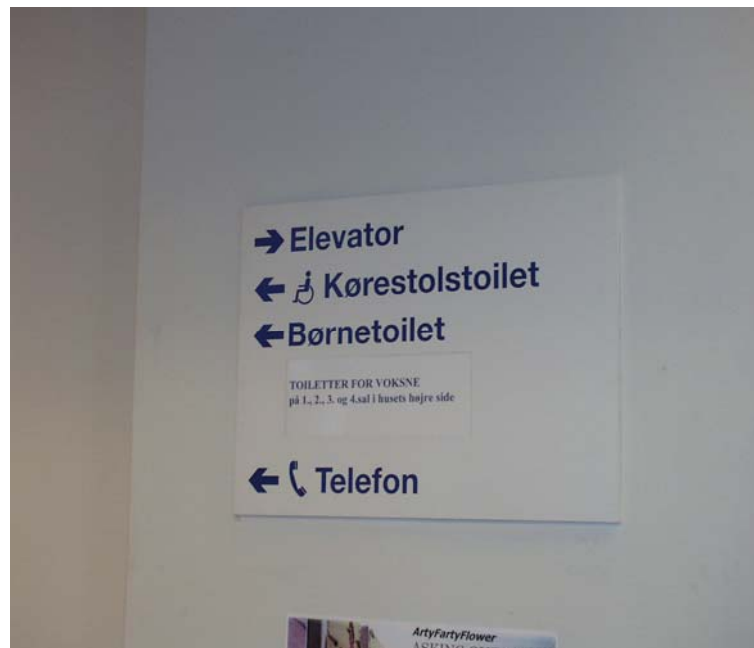 Elevator
Kørestolstoilet
Børnetoilet
TOILETTER FOR VOKSNE
på 1., 2., 3. og 4.sal i husets højre side
Telefon
ArtyFartyFlower